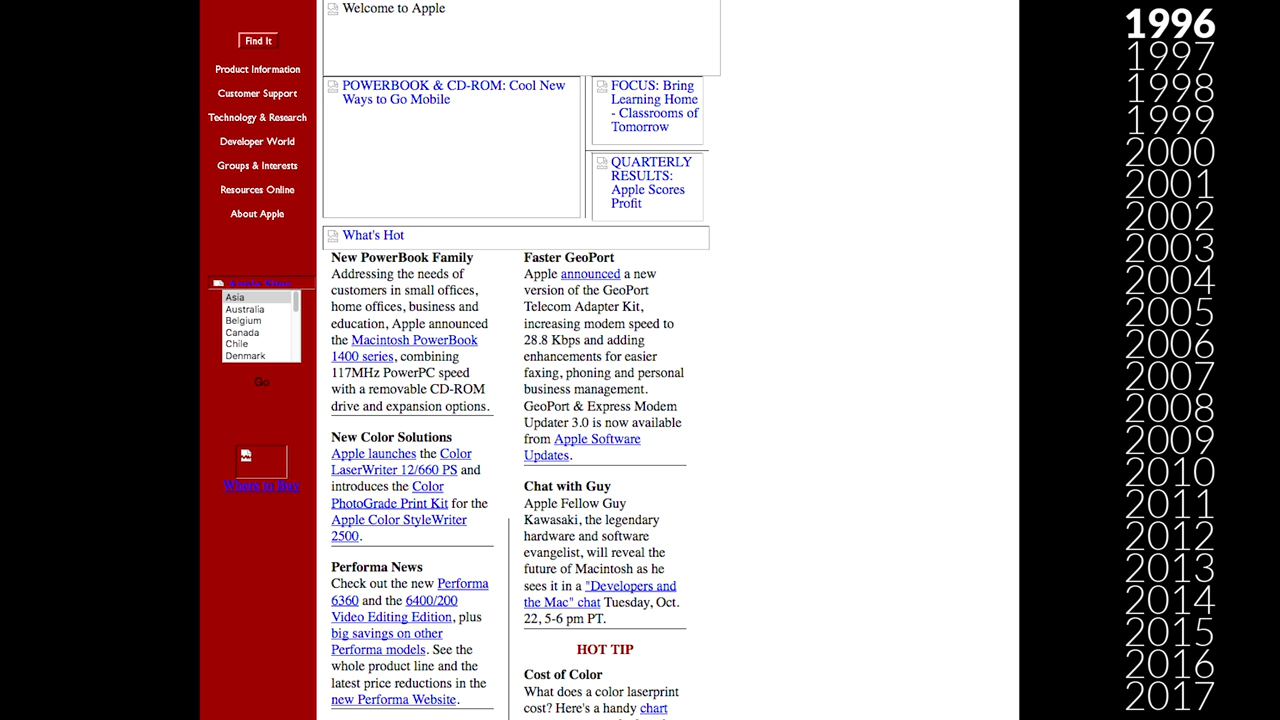 Find It
Product Information
Customer Support
Technology & Research
Developer World
Groups & Interests
Resources Online
About Apple
Asia
Australia
Belgium
Canada
Chile
Denmark
Go
Where to Buy
Welcome to Apple
POWERBOOK & CD-ROM: Cool New
Ways to Go Mobile
FOCUS: Bring
Learning Home
- Classrooms of
Tomorrow
QUARTERLY
RESULTS:
Apple Scores
Profit
What's Hot
New PowerBook Family
Addressing the needs of
customers in small offices,
home offices, business and
education, Apple announced
the Macintosh PowerBook
1400 series, combining
117MHz PowerPC speed
with a removable CD-ROM
drive and expansion options.
New Color Solutions
Apple launches the Color
LaserWriter 12/660 PS and
introduces the Color
PhotoGrade Print Kit for the
Apple Color StyleWriter
2500.
Performa News
Check out the new Performa
6360 and the 6400/200
Video Editing Edition, plus
big savings on other
Performa models. See the
whole product line and the
latest price reductions in the
new Performa Website.
Faster GeoPort
Apple announced a new
version of the GeoPort
Telecom Adapter Kit,
increasing modem speed to
28.8 Kbps and adding
enhancements for easier
faxing, phoning and personal
business management.
GeoPort & Express Modem
Updater 3.0 is now available
from Apple Software
Updates.
Chat with Guy
Apple Fellow Guy
Kawasaki, the legendary
hardware and software
evangelist, will reveal the
future of Macintosh as he
sees it in a "Developers and
the Mac" chat Tuesday, Oct.
22, 5-6 pm PT.
HOT TIP
Cost of Color
What does a color laserprint
cost? Here's a handy chart
1996
1997
1998
1999
2000
2001
2002
2003
2004
2005
2006
2007
2008
2009
2010
2011
2012
2013
2014
2015
2016
2017